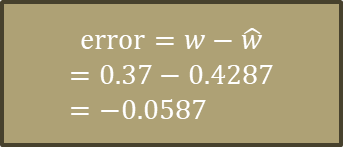 error = w − ŵ
= 0.37 − 0.4287
= −0.0587